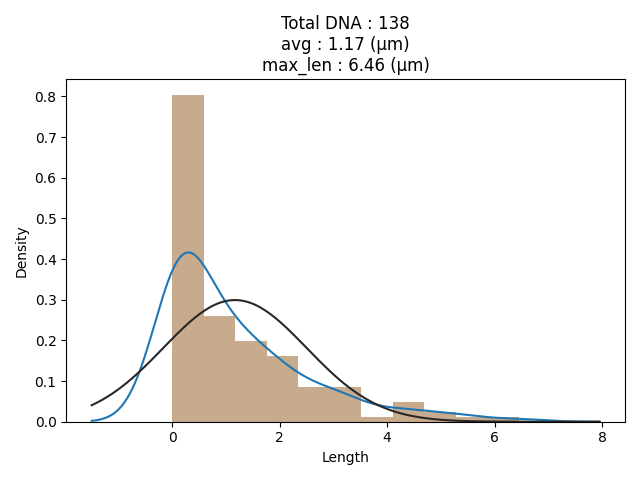 Total DNA : 138
avg : 1.17 (μm)
max_len : 6.46 (μm)
0.8
0.7
0.6
0.5
0.4
0.3
0.2
0.1
0.0
Density
0 2 4 6 8
Length